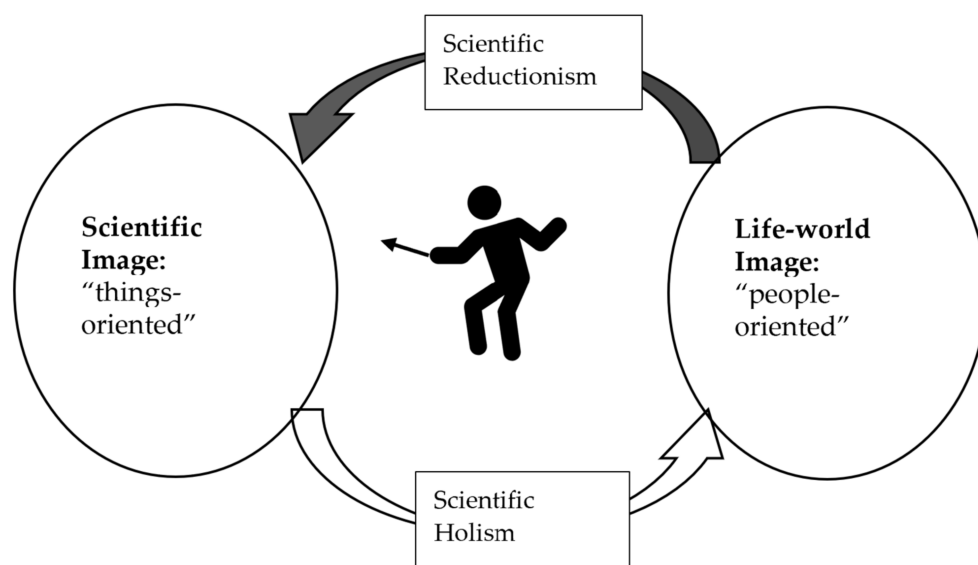 Scientific
Reductionism
Scientific
Image:
“things-
oriented”
Life-world
Image:
“people-
oriented”
Scientific
Holism